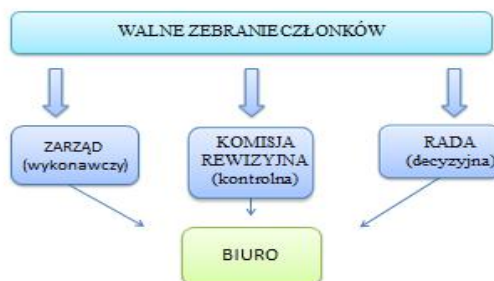 WALNE ZEBRANIE CZŁONKÓW
ZARZĄD
(wykonawczy)
KOMISJA
REWIZYJNA
(kontrolna)
RADA
(decyzyjna)
BIURO